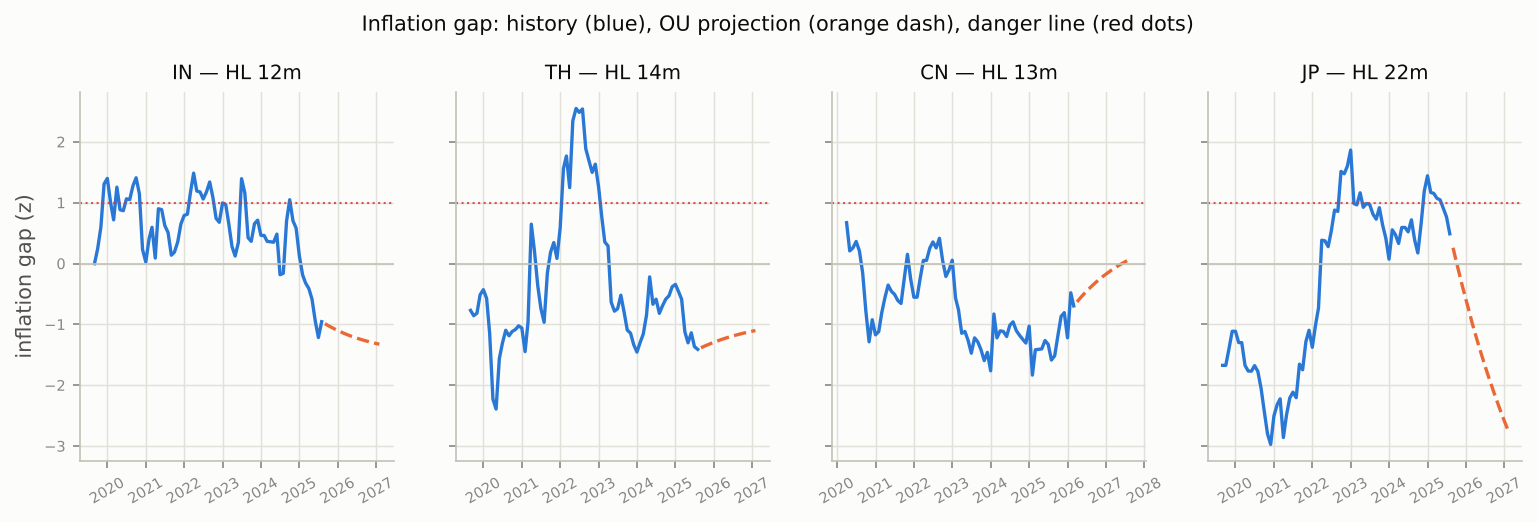 Inflation gap: history (blue), OU projection (orange dash), danger line (red dots)
IN — HL 12m
TH — HL 14m
CN — HL 13m
JP — HL 22m
inflation gap (z)
2
1
0
−1
−2
−3
2020 2021 2022 2023 2024 2025 2026 2027
2020 2021 2022 2023 2024 2025 2026 2027
2020 2021 2022 2023 2024 2025 2026 2027 2028
2020 2021 2022 2023 2024 2025 2026 2027